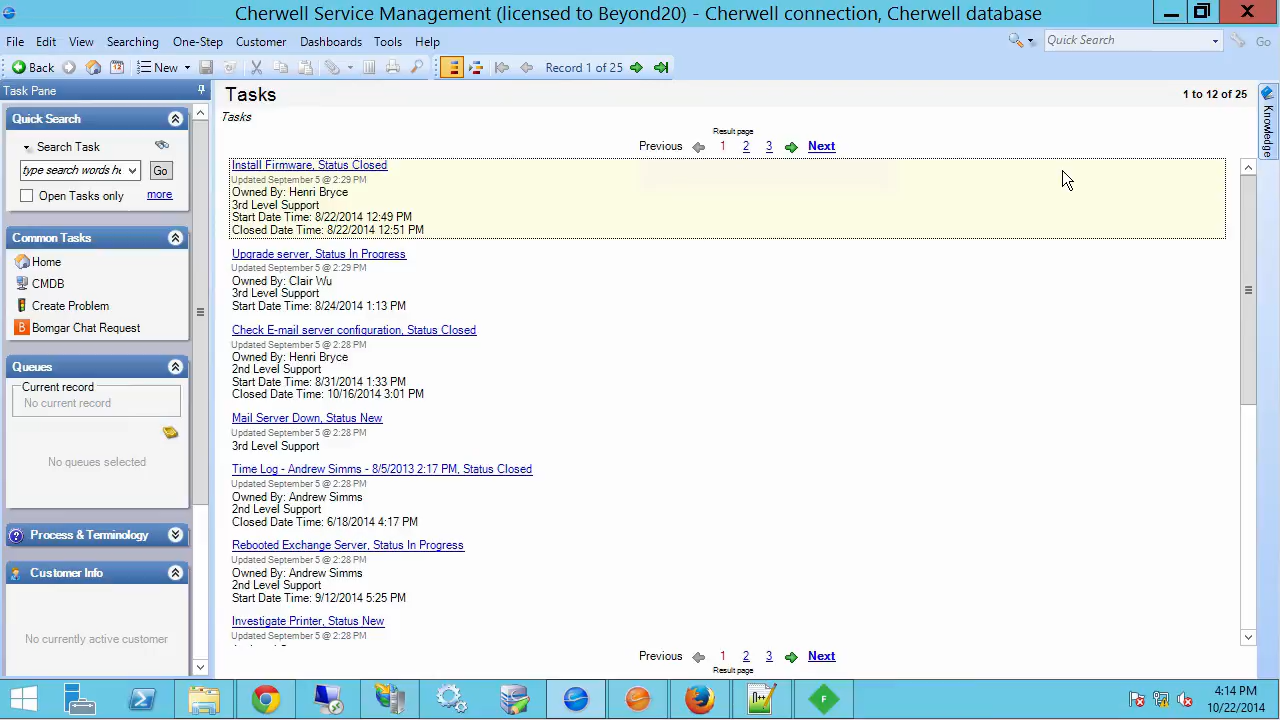 Cherwell Service Management (licensed to Beyond20) - Cherwell connection, Cherwell database
File Edit View Searching One-Step Customer Dashboards Tools Help
Quick Search Go
Back New Record 1 of 25
Task Pane
Quick Search
Search Task
Go
Open Tasks only more
Common Tasks
Home
CMDB
Create Problem
Bomgar Chat Request
Queues
Current record
No current record
No queues selected
Process & Terminology
Customer Info
No currently active customer
Tasks 1 to 12 of 25
Tasks
Result page
Previous 1 2 3 Next
Install Firmware, Status Closed
Updated September 5 @ 2:29 PM
Owned By: Henri Bryce
3rd Level Support
Start Date Time: 8/22/2014 12:49 PM
Closed Date Time: 8/22/2014 12:51 PM
Upgrade server, Status In Progress
Updated September 5 @ 2:29 PM
Owned By: Clair Wu
3rd Level Support
Start Date Time: 8/24/2014 1:13 PM
Check E-mail server configuration, Status Closed
Updated September 5 @ 2:28 PM
Owned By: Henri Bryce
2nd Level Support
Start Date Time: 8/31/2014 1:33 PM
Closed Date Time: 10/16/2014 3:01 PM
Mail Server Down, Status New
Updated September 5 @ 2:28 PM
3rd Level Support
Time Log - Andrew Simms - 8/5/2013 2:17 PM, Status Closed
Owned By: Andrew Simms
2nd Level Support
Closed Date Time: 6/18/2014 4:17 PM
Rebooted Exchange Server, Status In Progress
Updated September 5 @ 2:28 PM
Owned By: Andrew Simms
2nd Level Support
Start Date Time: 9/12/2014 5:25 PM
Investigate Printer, Status New
Updated September 5 @ 2:28 PM
Previous 1 2 3 Next
Result page
Knowledge
4:14 PM
10/22/2014